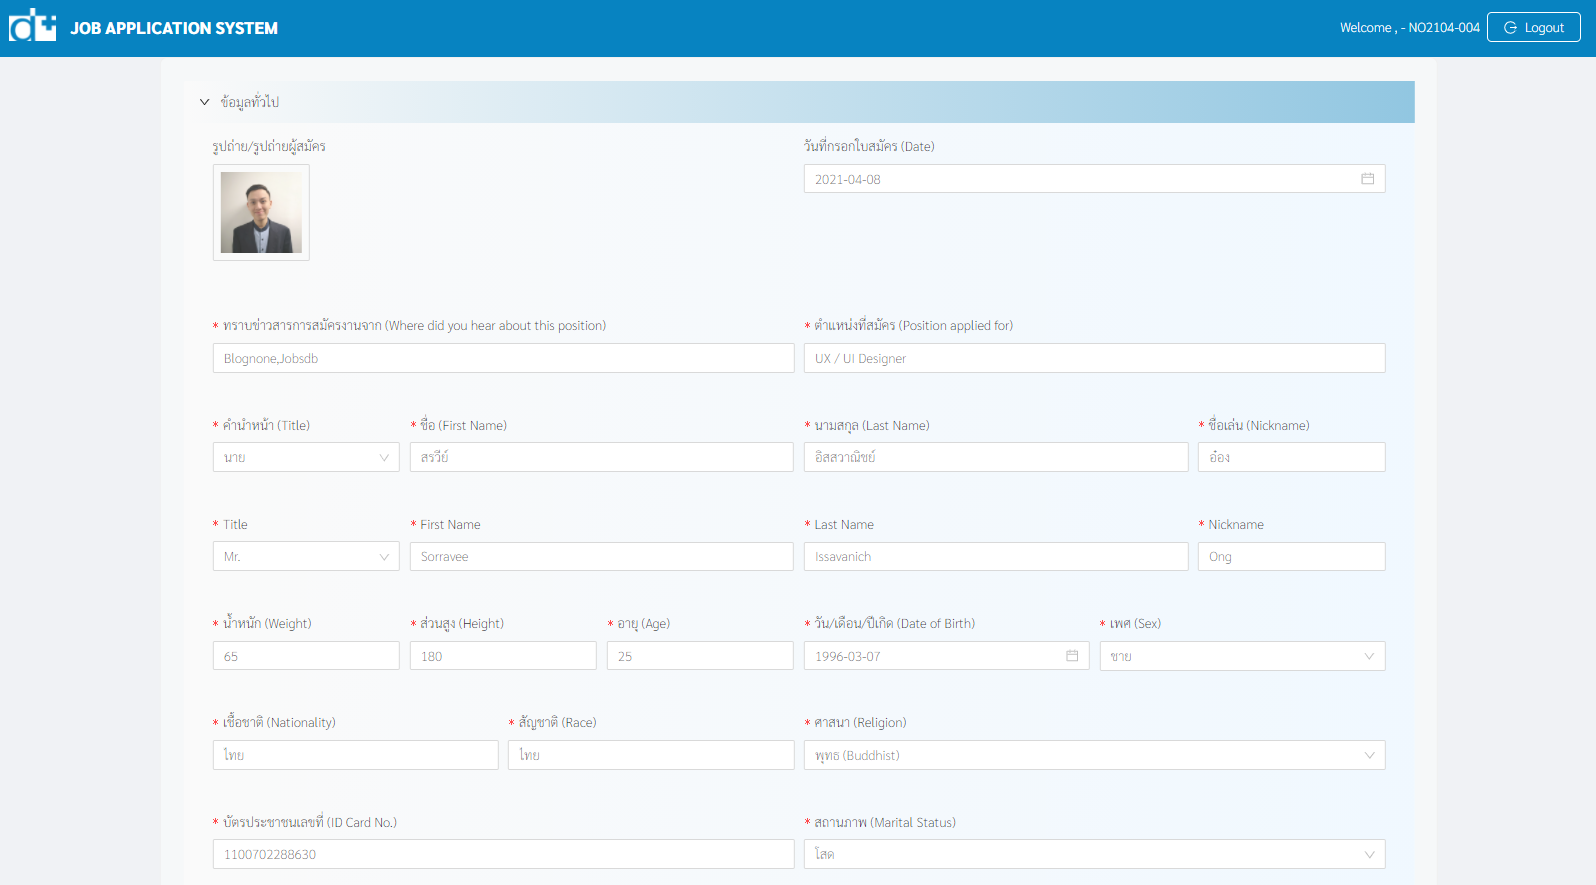 JOB APPLICATION SYSTEM
Welcome , - NO2104-004
Logout
ข้อมูลทั่วไป
รูปถ่าย/รูปถ่ายผู้สมัคร
วันที่กรอกใบสมัคร (Date)
2021-04-08
* ทราบข่าวสารการสมัครงานจาก (Where did you hear about this position)
* ตำแหน่งที่สมัคร (Position applied for)
Blognone,Jobsdb
UX / UI Designer
* คำนำหน้า (Title)
* ชื่อ (First Name)
* นามสกุล (Last Name)
* ชื่อเล่น (Nickname)
นาย
สรวีย์
อิสสวาณิชย์
อ๋อง
* Title
* First Name
* Last Name
* Nickname
Mr.
Sorravee
Issavanich
Ong
* น้ำหนัก (Weight)
* ส่วนสูง (Height)
* อายุ (Age)
* วัน/เดือน/ปีเกิด (Date of Birth)
* เพศ (Sex)
65
180
25
1996-03-07
ชาย
* เชื้อชาติ (Nationality)
* สัญชาติ (Race)
* ศาสนา (Religion)
ไทย
ไทย
พุทธ (Buddhist)
* บัตรประชาชนเลขที่ (ID Card No.)
* สถานภาพ (Marital Status)
1100702288630
โสด